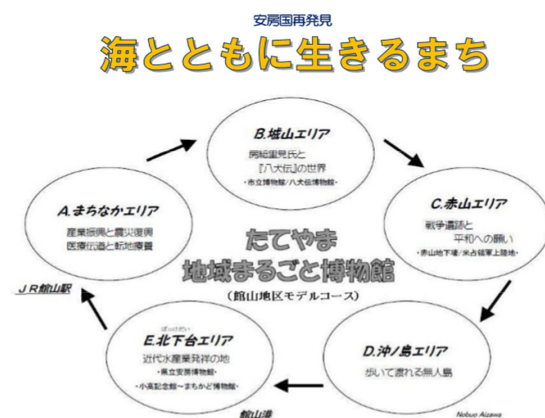 安房国再発見
海とともに生きるまち
B.城山エリア
房総里見氏と
『八犬伝』の世界
・市立博物館/八犬伝博物館・
A.まちなかエリア
産業振興と震災復興
医療伝道と転地療養
C.赤山エリア
戦争遺跡と
平和への願い
・赤山地下壕/米占領軍上陸地・
たてやま
地域まるごと博物館
(館山地区モデルコース)
JR館山駅
ぼっけだい
E.北下台エリア
近代水産業発祥の地
・県立安房博物館・
・小高記念館~まちかど博物館・
D.沖ノ島エリア
歩いて渡れる無人島
館山港
Nobuo Aizawa